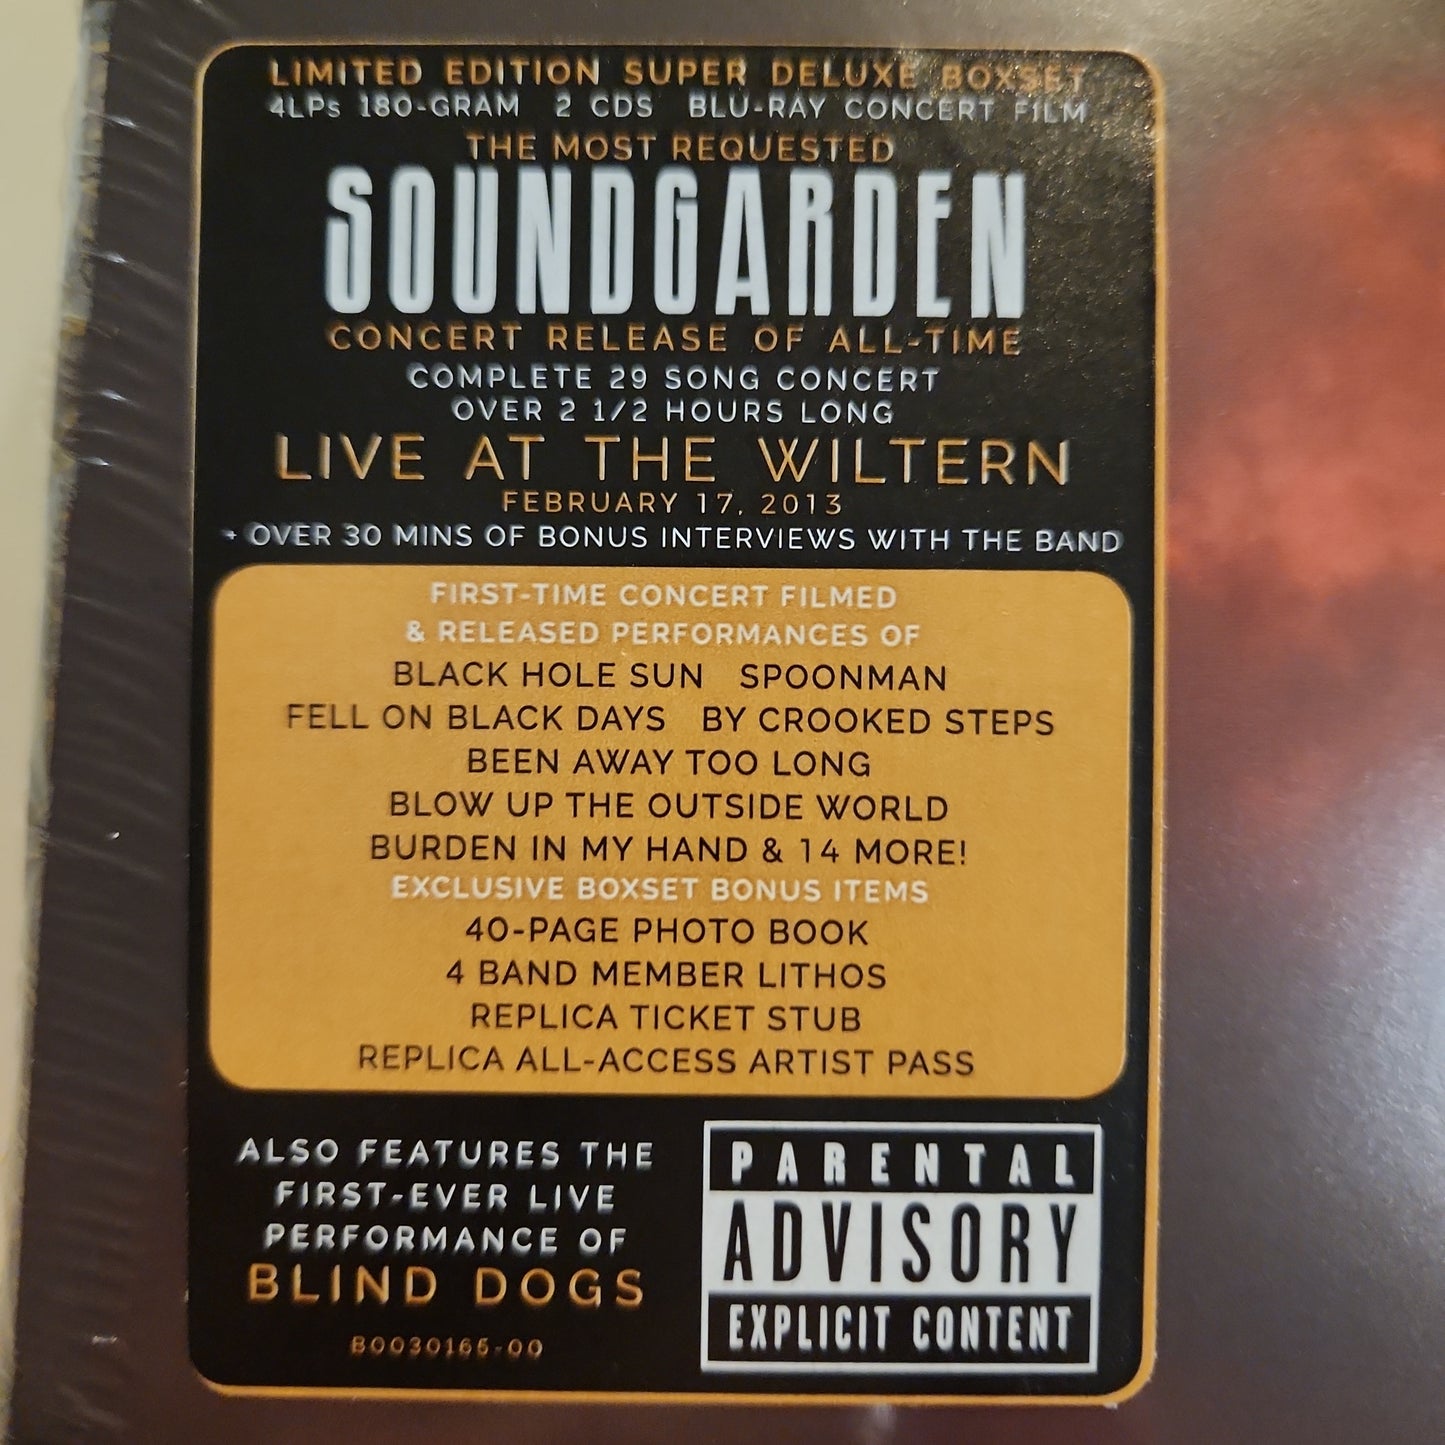 LIMITED EDITION SUPER DELUXE BOXSET
4LPs 180-GRAM 2 CDS BLU-RAY CONCERT FILM
THE MOST REQUESTED
SOUNDGARDEN
CONCERT RELEASE OF ALL-TIME
COMPLETE 29 SONG CONCERT
OVER 2 1/2 HOURS LONG
LIVE AT THE WILTERN
FEBRUARY 17, 2013
+ OVER 30 MINS OF BONUS INTERVIEWS WITH THE BAND
FIRST-TIME CONCERT FILMED
& RELEASED PERFORMANCES OF
BLACK HOLE SUN SPOONMAN
FELL ON BLACK DAYS BY CROOKED STEPS
BEEN AWAY TOO LONG
BLOW UP THE OUTSIDE WORLD
BURDEN IN MY HAND & 14 MORE!
EXCLUSIVE BOXSET BONUS ITEMS
40-PAGE PHOTO BOOK
4 BAND MEMBER LITHOS
REPLICA TICKET STUB
REPLICA ALL-ACCESS ARTIST PASS
ALSO FEATURES THE
FIRST-EVER LIVE
PERFORMANCE OF
BLIND DOGS
B0030165-00
PARENTAL
ADVISORY
EXPLICIT CONTENT